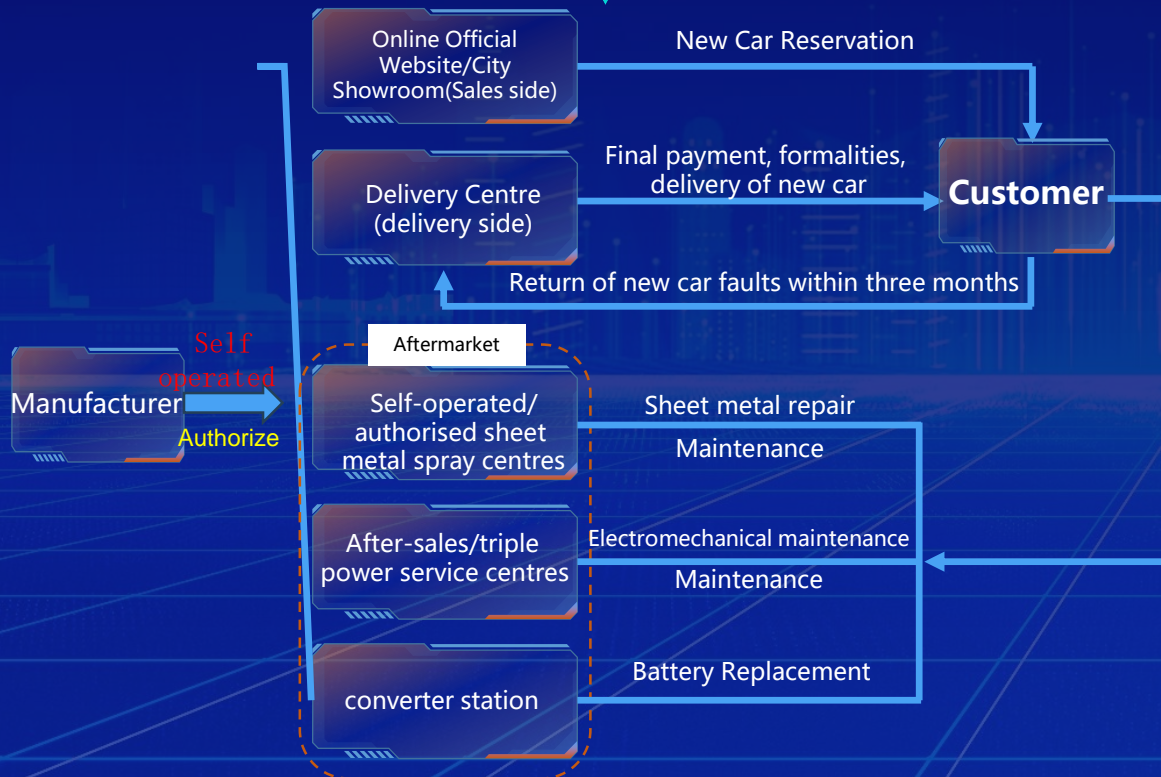 Online Official
Website/City
Showroom(Sales side)
New Car Reservation
Delivery Centre
(delivery side)
Final payment, formalities,
delivery of new car
Customer
Return of new car faults within three months
Manufacturer
Self
operated
Authorize
Aftermarket
Self-operated/
authorised sheet
metal spray centres
Sheet metal repair
Maintenance
After-sales/triple
power service centres
Electromechanical maintenance
Maintenance
converter station
Battery Replacement